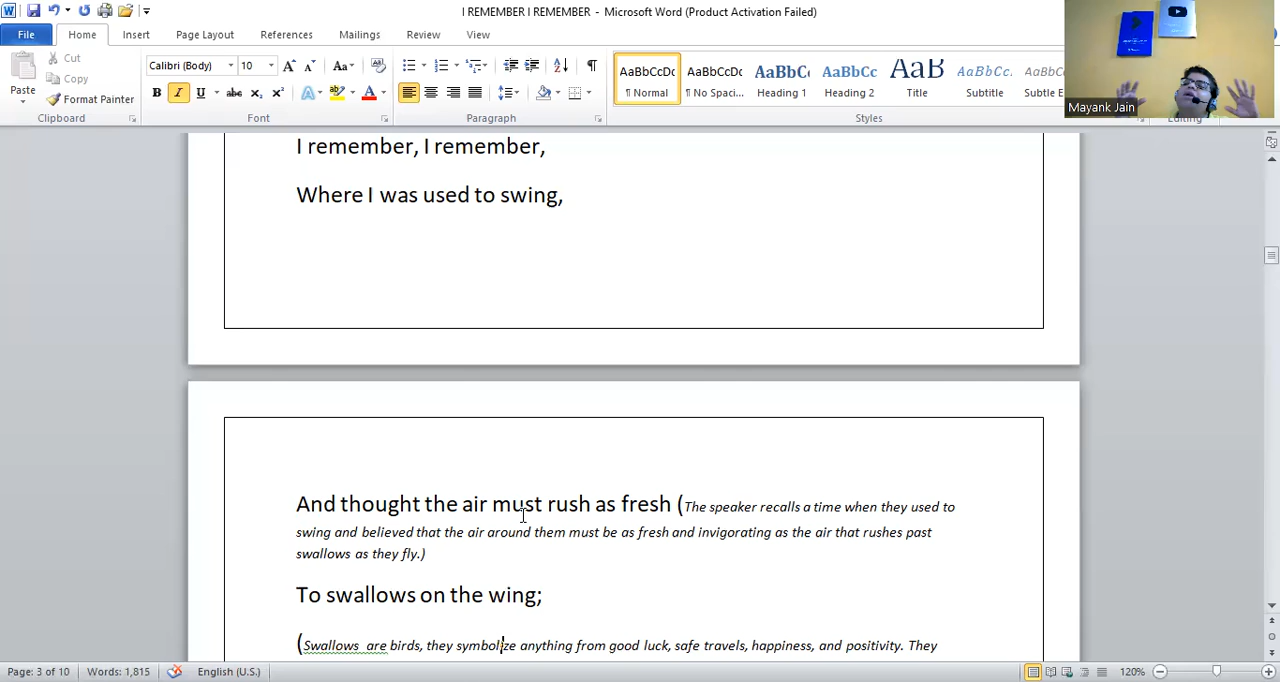 I REMEMBER I REMEMBER - Microsoft Word (Product Activation Failed)
File Home Insert Page Layout References Mailings Review View
Mayank Jain
Paste
Cut
Copy
Format Painter
Clipboard
Calibri (Body) 10
Font
Paragraph
AaBbCcDc AaBbCcDc AaBbCc AaBbCc AaB AaBbCc. AaBbCc
¶ Normal ¶ No Spaci... Heading 1 Heading 2 Title Subtitle Subtle E
Styles
Editing
I remember, I remember,
Where I was used to swing,
And thought the air must rush as fresh (The speaker recalls a time when they used to
swing and believed that the air around them must be as fresh and invigorating as the air that rushes past
swallows as they fly.)
To swallows on the wing;
(Swallows are birds, they symbolize anything from good luck, safe travels, happiness, and positivity. They
Page: 3 of 10 Words: 1,815 English (U.S.) 120%